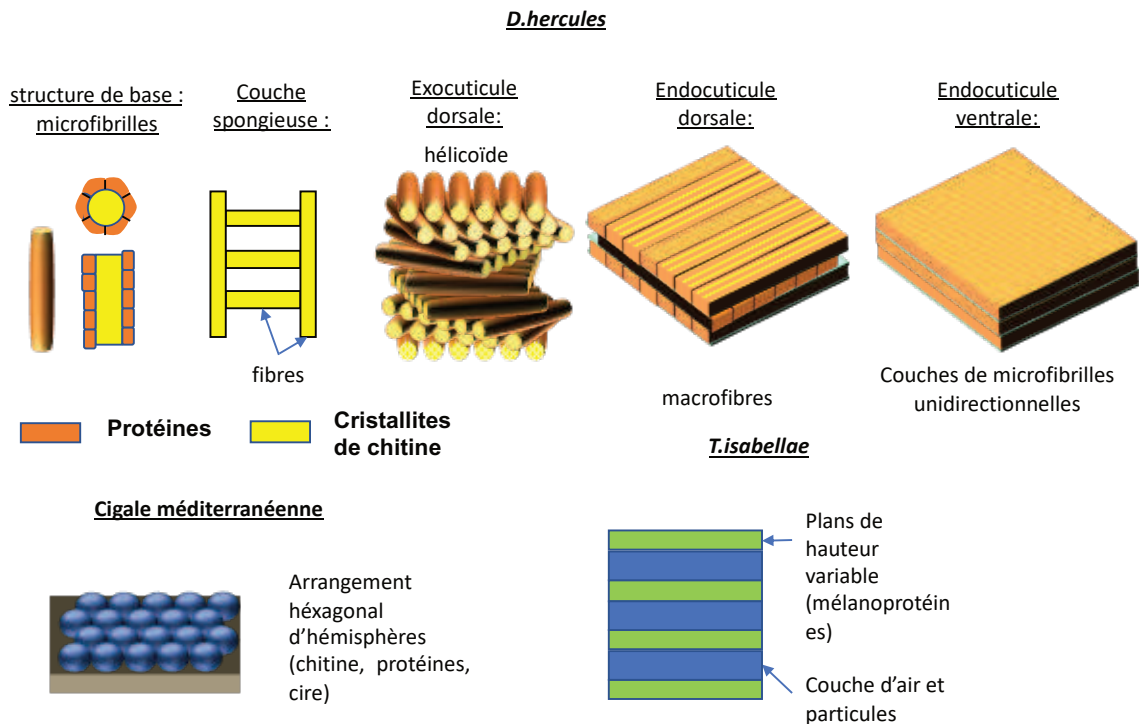 D.hercules
structure de base :
microfibrilles
Couche
spongieuse :
Exocuticule
dorsale:
hélicoïde
Endocuticule
dorsale:
Endocuticule
ventrale:
fibres
macrofibres
Couches de microfibrilles
unidirectionnelles
Protéines
Cristallites
de chitine
T.isabellae
Cigale méditerranéenne
Arrangement
héxagonal
d’hémisphères
(chitine, protéines,
cire)
Plans de
hauteur
variable
(mélanoprotéin
es)
Couche d’air et
particules